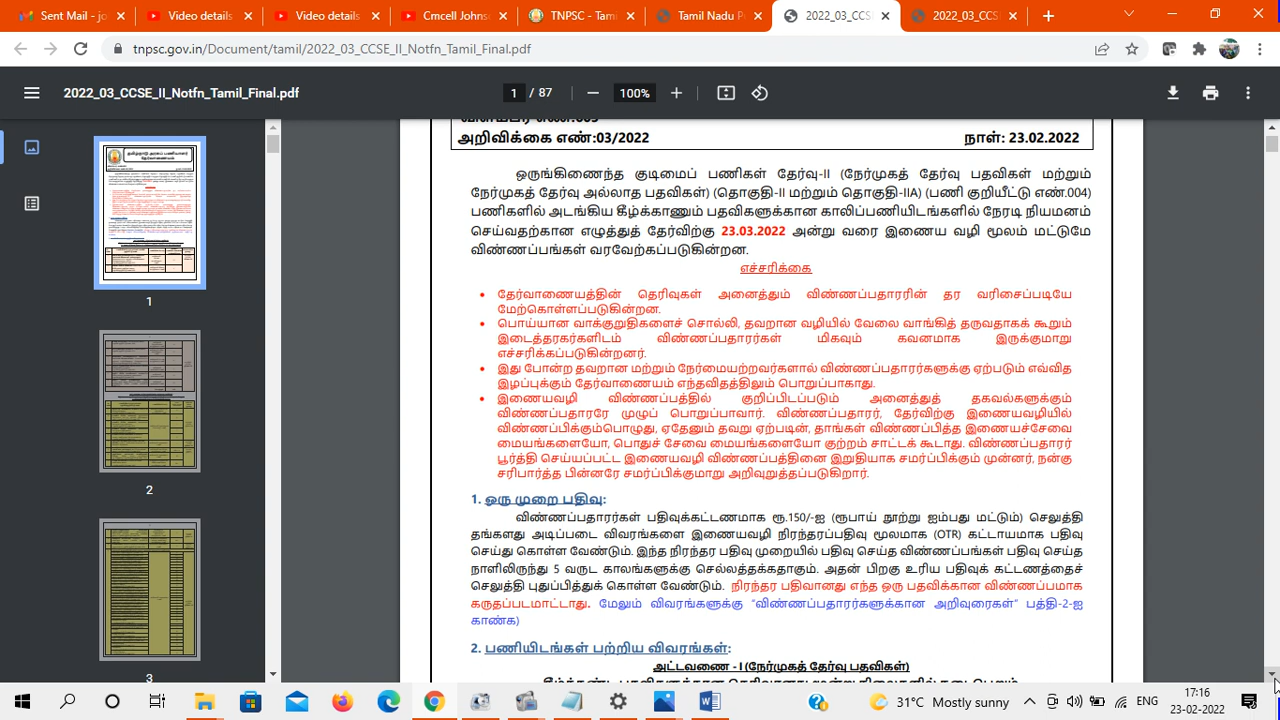 Sent Mail - j
Video details
Video details
Cmcell Johns
TNPSC - Tami
Tamil Nadu P
2022_03_CCS
2022_03_CCSE
tnpsc.gov.in/Document/tamil/2022_03_CCSE_II_Notfn_Tamil_Final.pdf
2022_03_CCSE_II_Notfn_Tamil_Final.pdf
1 / 87
100%
அறிவிக்கை எண்:03/2022 நாள்: 23.02.2022
ஒருங்கிணைந்த குடிமைப் பணிகள் தேர்வு-II (நேர்முகத் தேர்வு பதவிகள் மற்றும்
நேர்முகத் தேர்வு அல்லாத பதவிகள்) (தொகுதி-II மற்றும் தொகுதி-IIA) (பணி குறியீட்டு எண்.004)
பணிகளில் அடங்கிய கீழ்க்காணும் பதவிகளுக்கான காலிப்பணியிடங்களில் நேரடி நியமனம்
செய்வதற்கான எழுத்துத் தேர்விற்கு 23.03.2022 அன்று வரை இணைய வழி மூலம் மட்டுமே
விண்ணப்பங்கள் வரவேற்கப்படுகின்றன.
எச்சரிக்கை
• தேர்வாணையத்தின் தெரிவுகள் அனைத்தும் விண்ணப்பதாரரின் தர வரிசைப்படியே
மேற்கொள்ளப்படுகின்றன.
• பொய்யான வாக்குறுதிகளைச் சொல்லி, தவறான வழியில் வேலை வாங்கித் தருவதாகக் கூறும்
இடைத்தரகர்களிடம் விண்ணப்பதாரர்கள் மிகவும் கவனமாக இருக்குமாறு
எச்சரிக்கப்படுகின்றனர்.
• இது போன்ற தவறான மற்றும் நேர்மையற்றவர்களால் விண்ணப்பதாரர்களுக்கு ஏற்படும் எவ்வித
இழப்புக்கும் தேர்வாணையம் எந்தவிதத்திலும் பொறுப்பாகாது.
• இணையவழி விண்ணப்பத்தில் குறிப்பிடப்படும் அனைத்துத் தகவல்களுக்கும்
விண்ணப்பதாரரே முழுப் பொறுப்பாவார். விண்ணப்பதாரர், தேர்விற்கு இணையவழியில்
விண்ணப்பிக்கும்பொழுது, ஏதேனும் தவறு ஏற்படின், தாங்கள் விண்ணப்பித்த இணையச்சேவை
மையங்களையோ, பொதுச் சேவை மையங்களையோ குற்றம் சாட்டக் கூடாது. விண்ணப்பதாரர்
பூர்த்தி செய்யப்பட்ட இணையவழி விண்ணப்பத்தினை இறுதியாக சமர்ப்பிக்கும் முன்னர், நன்கு
சரிபார்த்த பின்னரே சமர்ப்பிக்குமாறு அறிவுறுத்தப்படுகிறார்.
1. ஒரு முறை பதிவு:
விண்ணப்பதாரர்கள் பதிவுக்கட்டணமாக ரூ.150/-ஐ (ரூபாய் நூற்று ஐம்பது மட்டும்) செலுத்தி
தங்களது அடிப்படை விவரங்களை இணையவழி நிரந்தரப்பதிவு மூலமாக (OTR) கட்டாயமாக பதிவு
செய்து கொள்ள வேண்டும். இந்த நிரந்தர பதிவு முறையில் பதிவு செய்த விண்ணப்பங்கள் பதிவு செய்த
நாளிலிருந்து 5 வருட காலங்களுக்கு செல்லத்தக்கதாகும். அதன் பிறகு உரிய பதிவுக் கட்டணத்தைச்
செலுத்தி புதுப்பித்துக் கொள்ள வேண்டும். நிரந்தர பதிவானது எந்த ஒரு பதவிக்கான விண்ணப்பமாக
கருதப்படமாட்டாது. மேலும் விவரங்களுக்கு "விண்ணப்பதாரர்களுக்கான அறிவுரைகள்" பத்தி-2-ஐ
காண்க)
2. பணியிடங்கள் பற்றிய விவரங்கள்:
அட்டவணை - I (நேர்முகத் தேர்வு பதவிகள்)
1
2
3
31°C Mostly sunny
ENG
17:16
23-02-2022